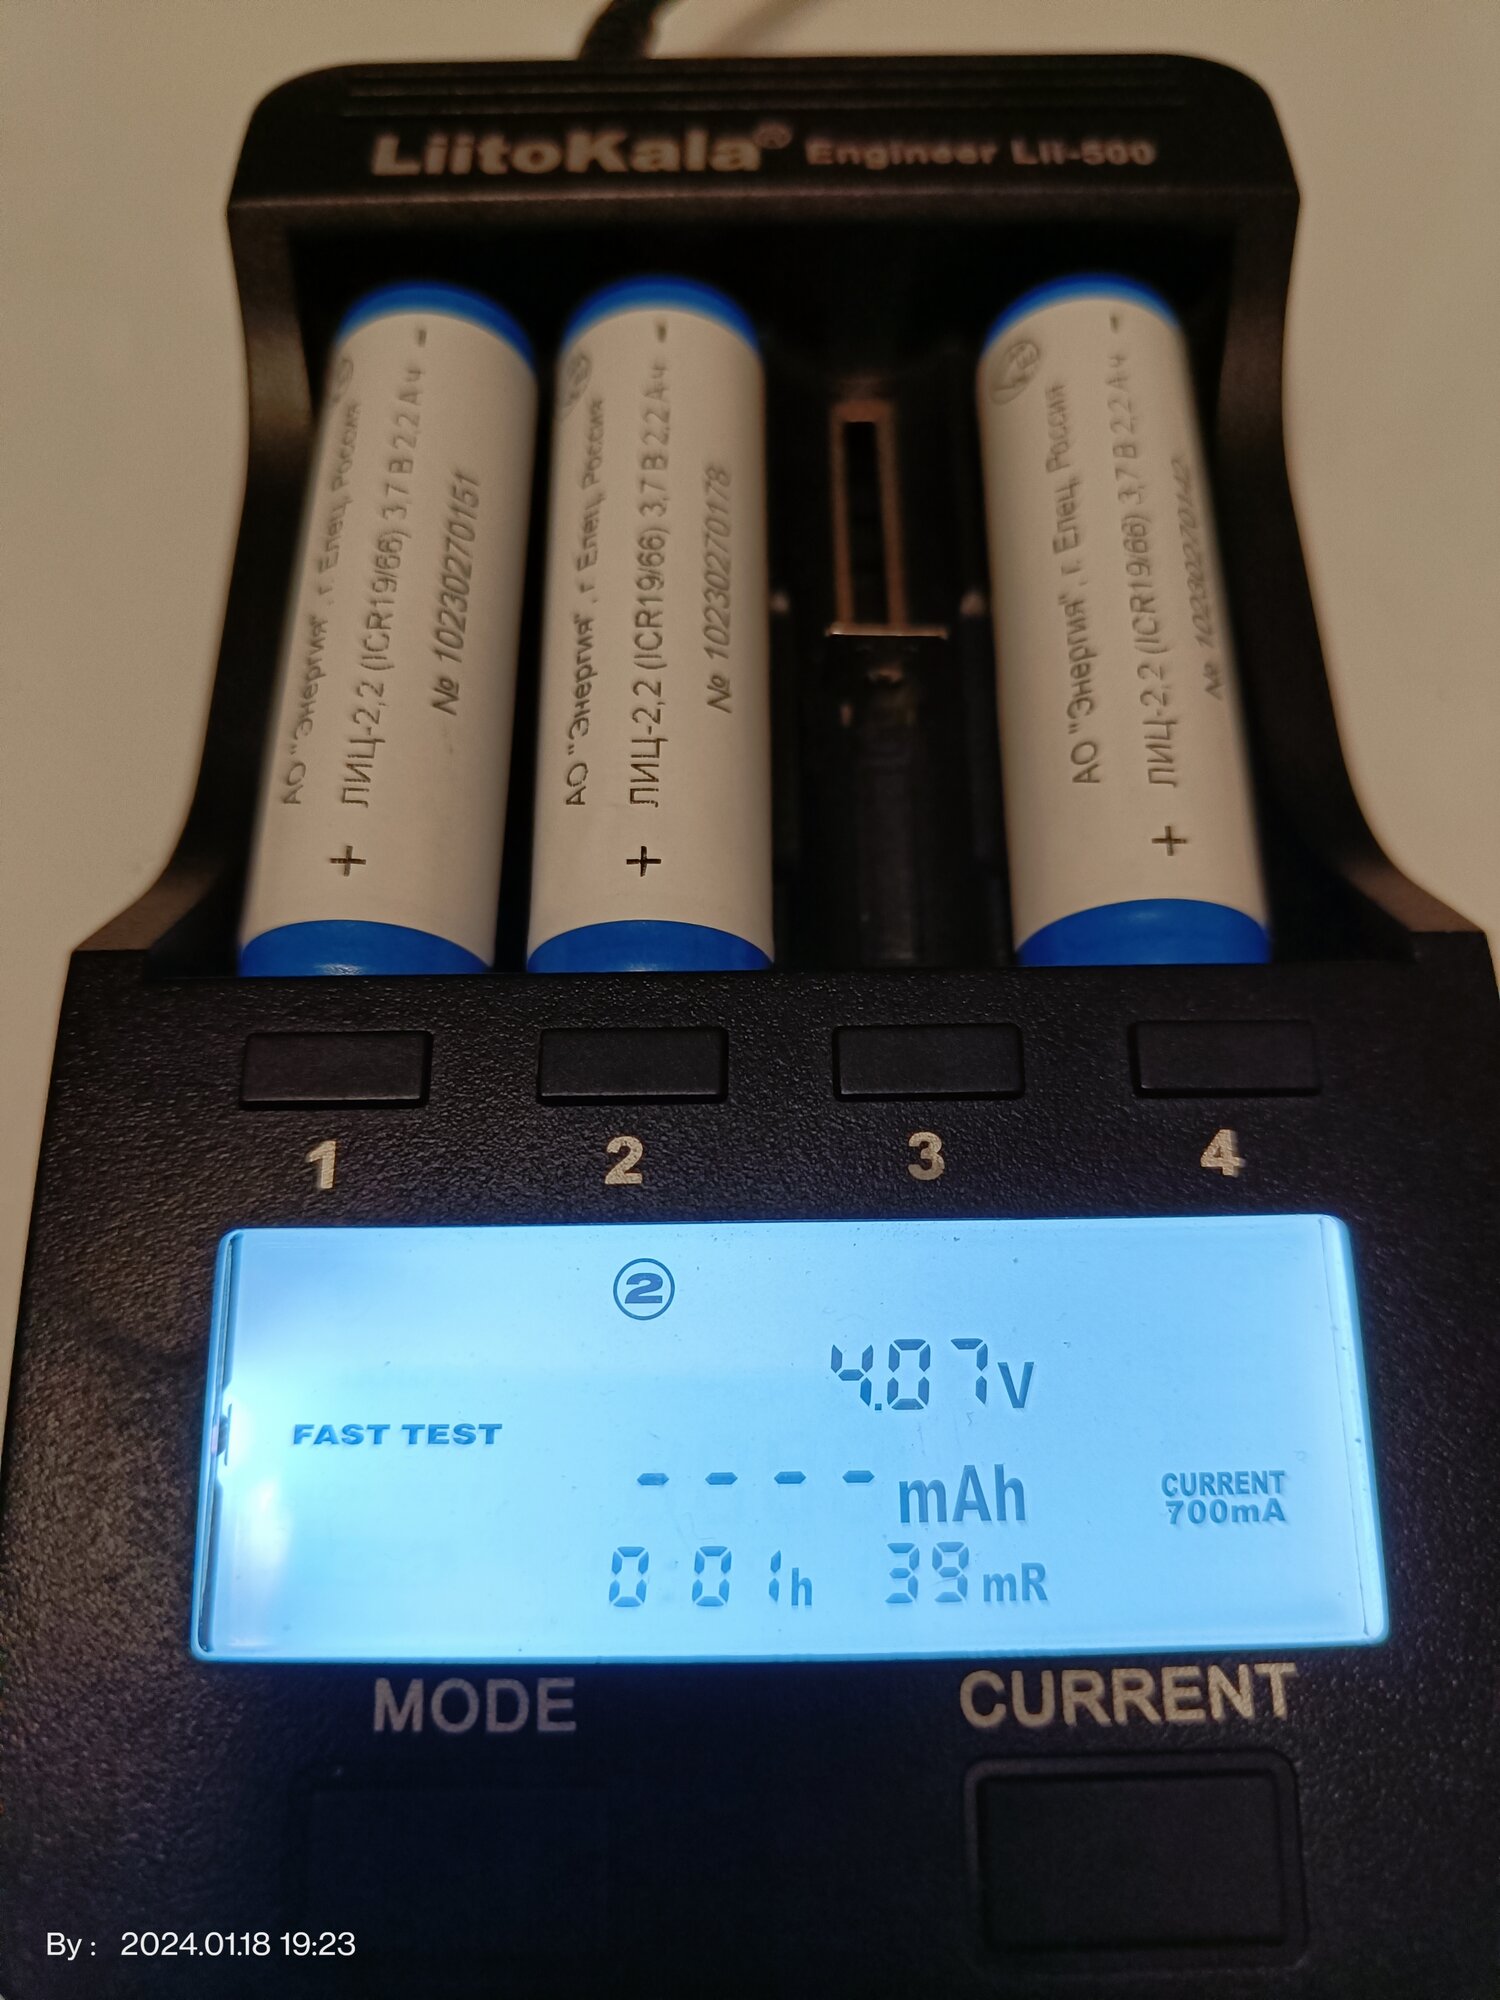 LiitoKala® Engineer Lii-500
АО "Энергия", г. Елец, Россия
ЛИЦ-2,2 (ICR19/66) 3,7 В 2,2 Ач
№ 10230270151
+
-
АО "Энергия", г. Елец, Россия
ЛИЦ-2,2 (ICR19/66) 3,7 В 2,2 Ач
№ 10230270178
+
-
АО "Энергия", г. Елец, Россия
ЛИЦ-2,2 (ICR19/66) 3,7 В 2,2 Ач
№
+
-
1 2 3 4
2
4.07V
FAST TEST
---- mAh
CURRENT
700mA
0 01h 39mR
MODE CURRENT
By : 2024.01.18 19:23